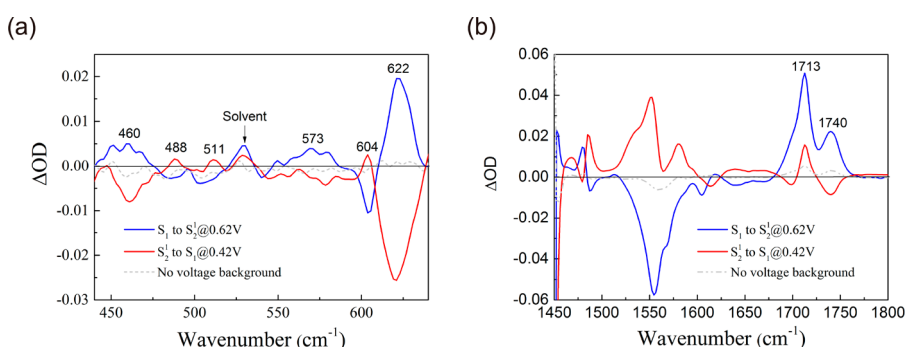 (a)
ΔOD
0.02
0.01
0.00
-0.01
-0.02
-0.03
460
488
511
Solvent
573
604
622
S₁ to S₂¹@0.62V
S₂¹ to S₁@0.42V
No voltage background
450 500 550 600
Wavenumber (cm⁻¹)
(b)
ΔOD
0.06
0.04
0.02
0.00
-0.02
-0.04
-0.06
1713
1740
S₁ to S₂¹@0.62V
S₂¹ to S₁@0.42V
No voltage background
1450 1500 1550 1600 1650 1700 1750 1800
Wavenumber (cm⁻¹)